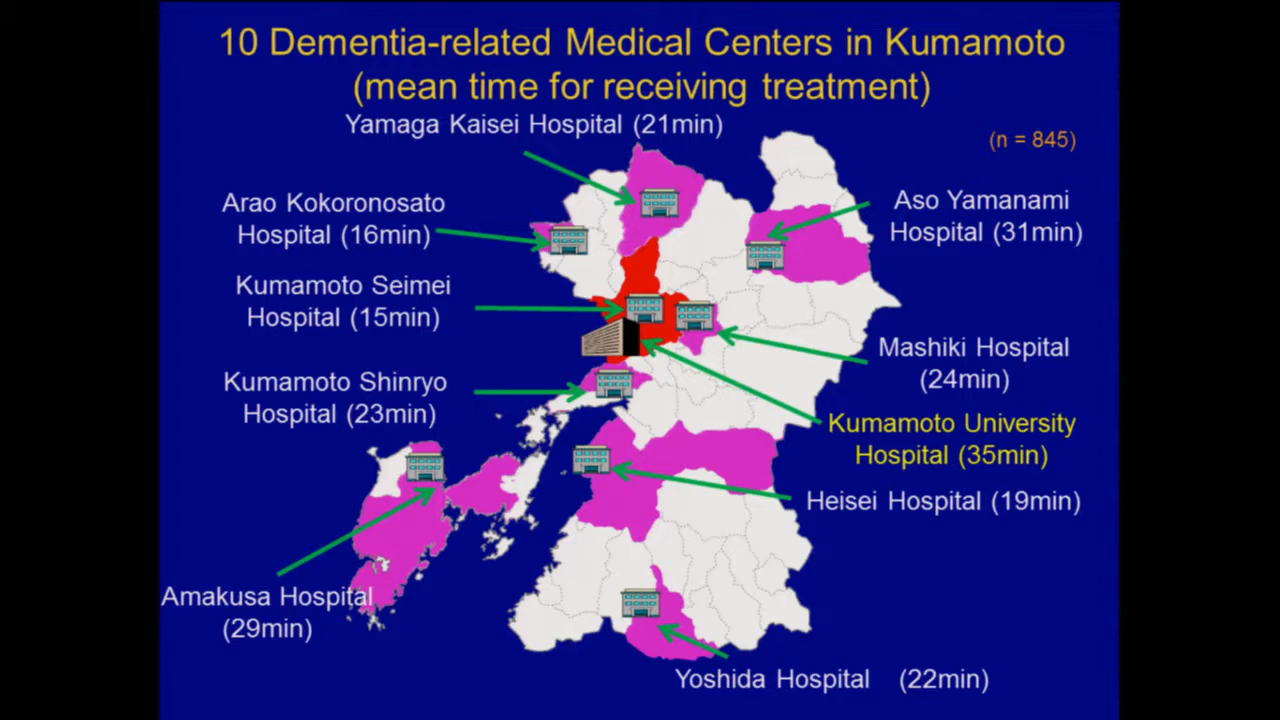 10 Dementia-related Medical Centers in Kumamoto
(mean time for receiving treatment)
Yamaga Kaisei Hospital (21min)
(n = 845)
Arao Kokoronosato
Hospital (16min)
Aso Yamanami
Hospital (31min)
Kumamoto Seimei
Hospital (15min)
Mashiki Hospital
(24min)
Kumamoto Shinryo
Hospital (23min)
Kumamoto University
Hospital (35min)
Heisei Hospital (19min)
Amakusa Hospital
(29min)
Yoshida Hospital (22min)